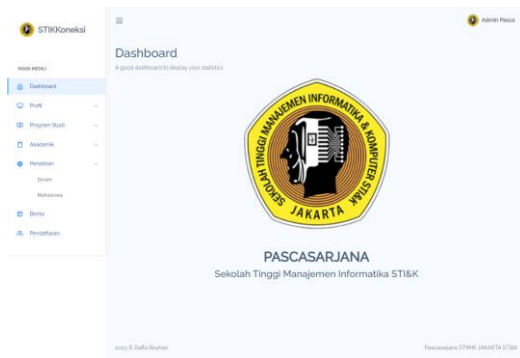 STIKKoneksi
Admin Pasca
MAIN MENU
Dashboard
Profil
Program Studi
Akademik
Penelitian
Dosen
Mahasiswa
Berita
Pendaftaran
Dashboard
A good dashboard to display your statistics
SEKOLAH TINGGI MANAJEMEN INFORMATIKA & KOMPUTER STI&K
JAKARTA
PASCASARJANA
Sekolah Tinggi Manajemen Informatika STI&K
2023 © Daffa Reyhan
Pascasarjana STMIK JAKARTA STI&K